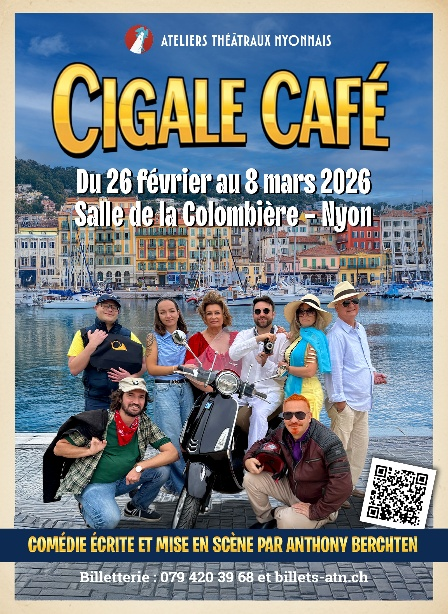 ATELIERS THÉÂTRAUX NYONNAIS
CIGALE CAFÉ
Du 26 février au 8 mars 2026
Salle de la Colombière – Nyon
COMÉDIE ÉCRITE ET MISE EN SCÈNE PAR ANTHONY BERCHTEN
Billetterie : 079 420 39 68 et billets-atn.ch